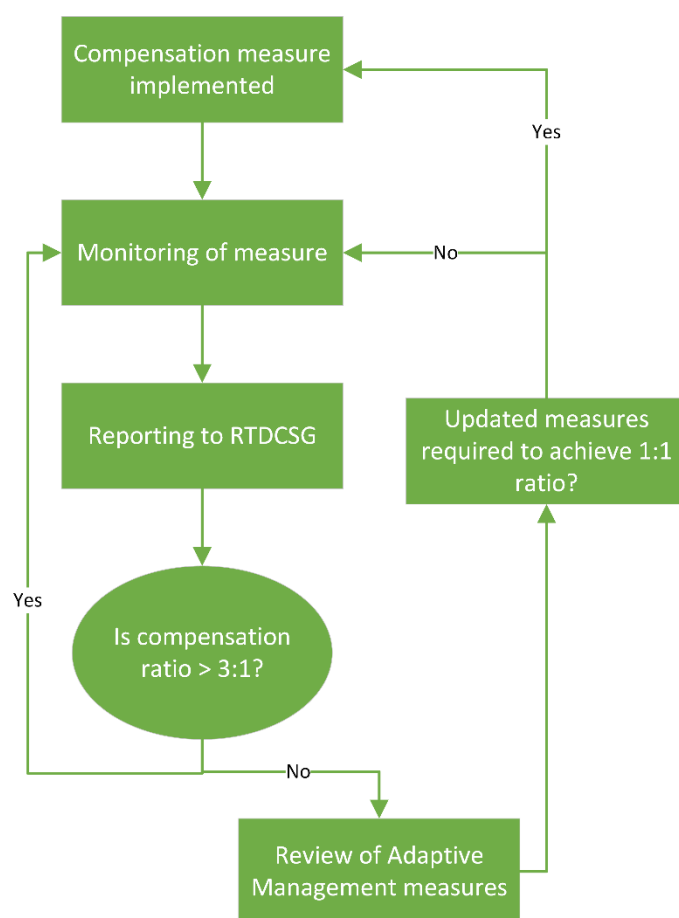 Compensation measure
implemented
Yes
Monitoring of measure
No
Reporting to RTDCSG
Updated measures
required to achieve 1:1
ratio?
Yes
Is compensation
ratio > 3:1?
No
Review of Adaptive
Management measures